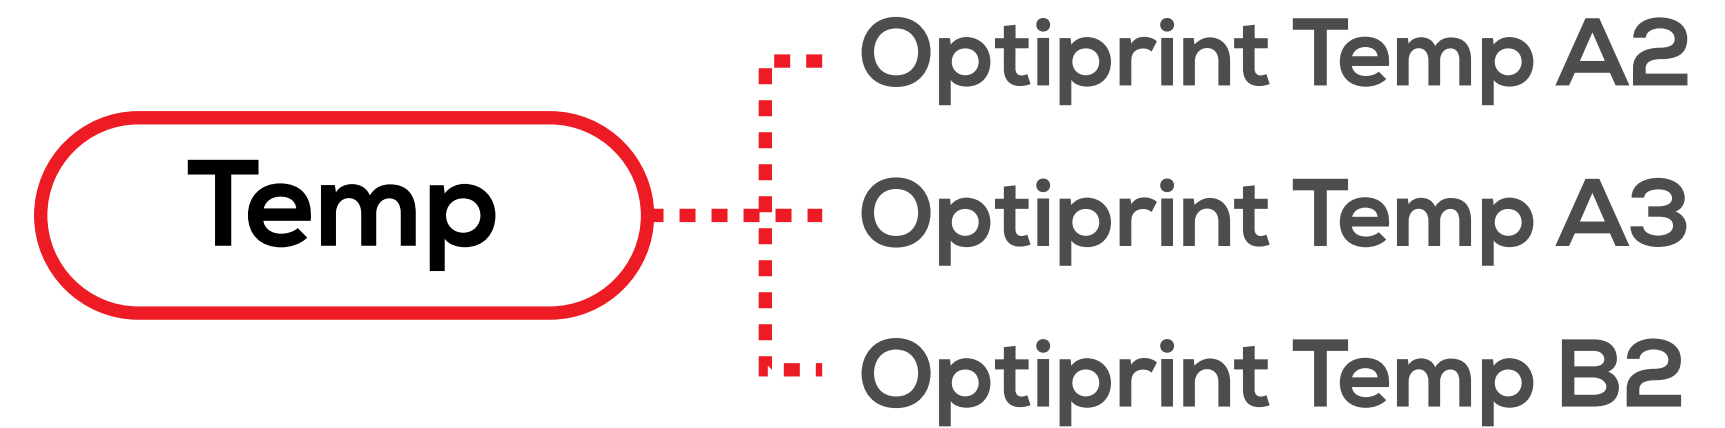 Temp
Optiprint Temp A2
Optiprint Temp A3
Optiprint Temp B2